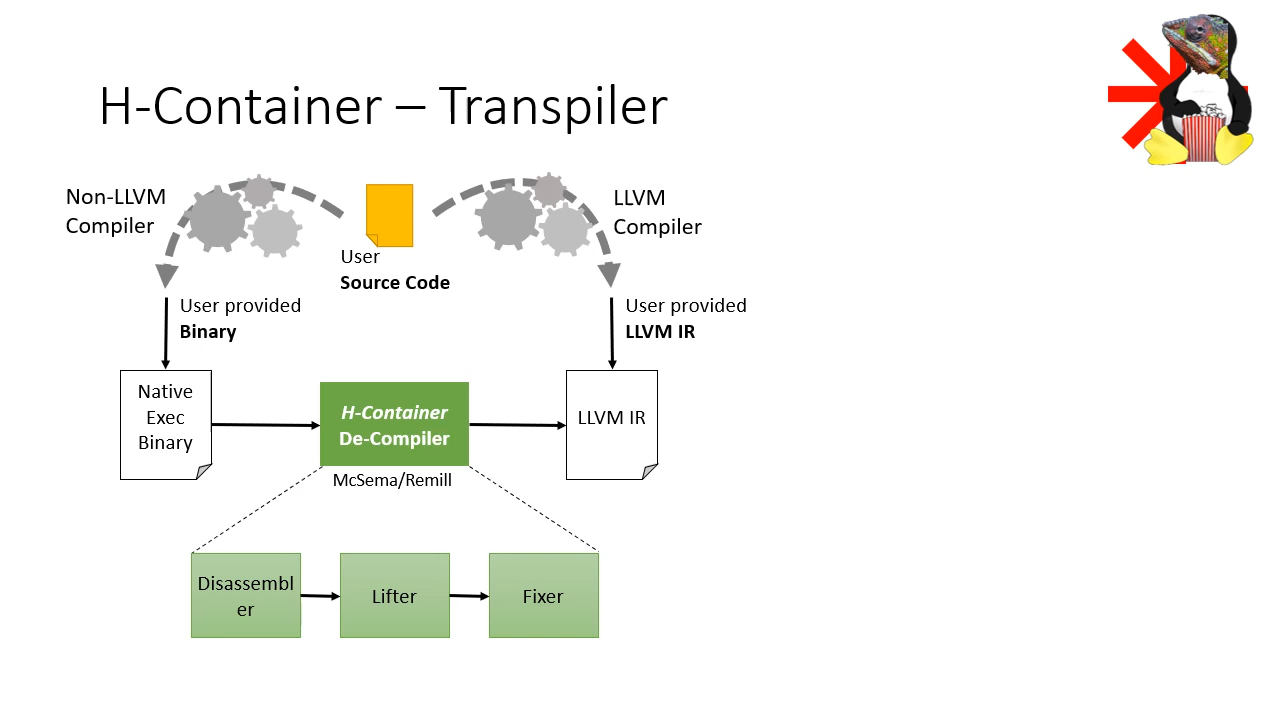 H-Container – Transpiler
Non-LLVM
Compiler
User
Source Code
LLVM
Compiler
User provided
Binary
User provided
LLVM IR
Native
Exec
Binary
H-Container
De-Compiler
LLVM IR
McSema/Remill
Disassembl
er
Lifter
Fixer